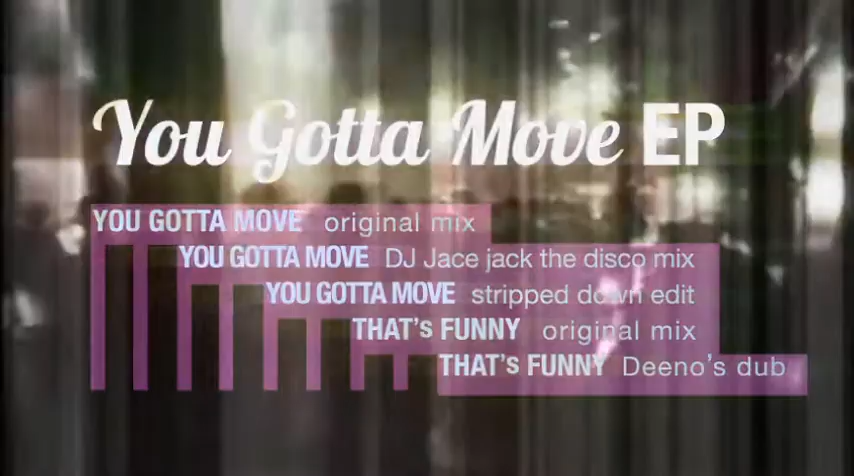 You Gotta Move EP
YOU GOTTA MOVE original mix
YOU GOTTA MOVE DJ Jace jack the disco mix
YOU GOTTA MOVE stripped down edit
THAT's FUNNY original mix
THAT's FUNNY Deeno's dub